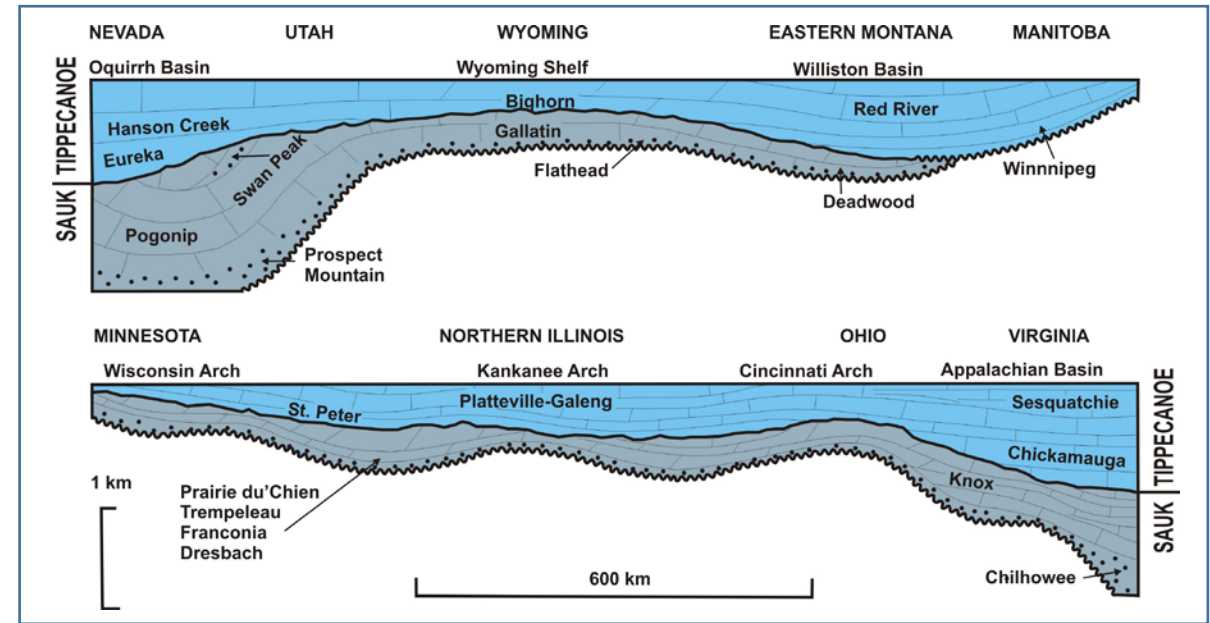 NEVADA UTAH WYOMING EASTERN MONTANA MANITOBA
Oquirrh Basin Wyoming Shelf Williston Basin
SAUK TIPPECANOE
Bighorn
Red River
Hanson Creek
Gallatin
Eureka
Swan Peak
Flathead
Winnnipeg
Deadwood
Pogonip
Prospect
Mountain
MINNESOTA NORTHERN ILLINOIS OHIO VIRGINIA
Wisconsin Arch Kankanee Arch Cincinnati Arch Appalachian Basin
SAUK TIPPECANOE
Platteville-Galeng
Sesquatchie
St. Peter
Chickamauga
Knox
1 km
Prairie du'Chien
Trempeleau
Franconia
Dresbach
600 km
Chilhowee